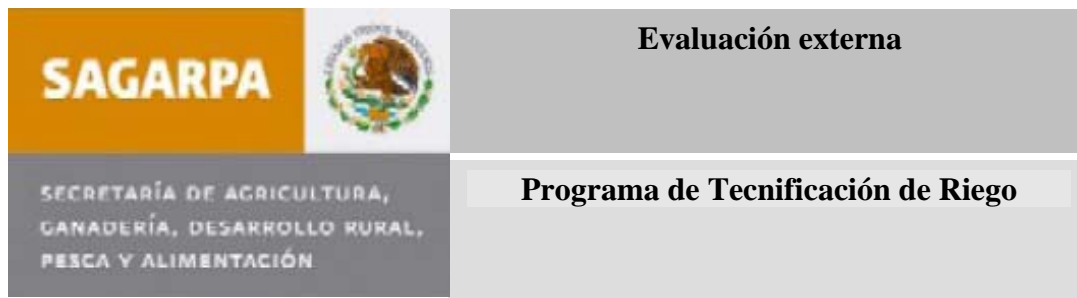 SAGARPA
SECRETARÍA DE AGRICULTURA,
GANADERÍA, DESARROLLO RURAL,
PESCA Y ALIMENTACIÓN
Evaluación externa
Programa de Tecnificación de Riego